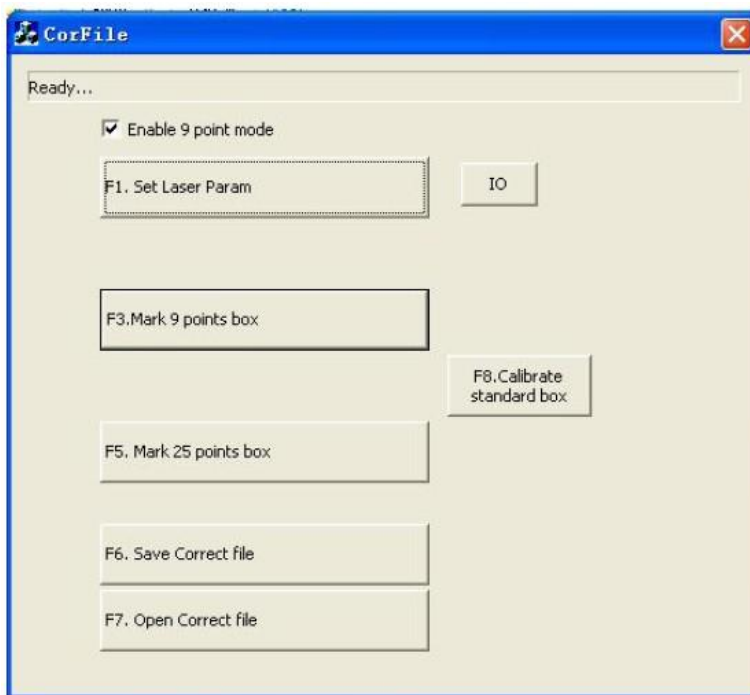 CorFile
Ready...
Enable 9 point mode
F1. Set Laser Param
IO
F3.Mark 9 points box
F8.Calibrate
standard box
F5. Mark 25 points box
F6. Save Correct file
F7. Open Correct file